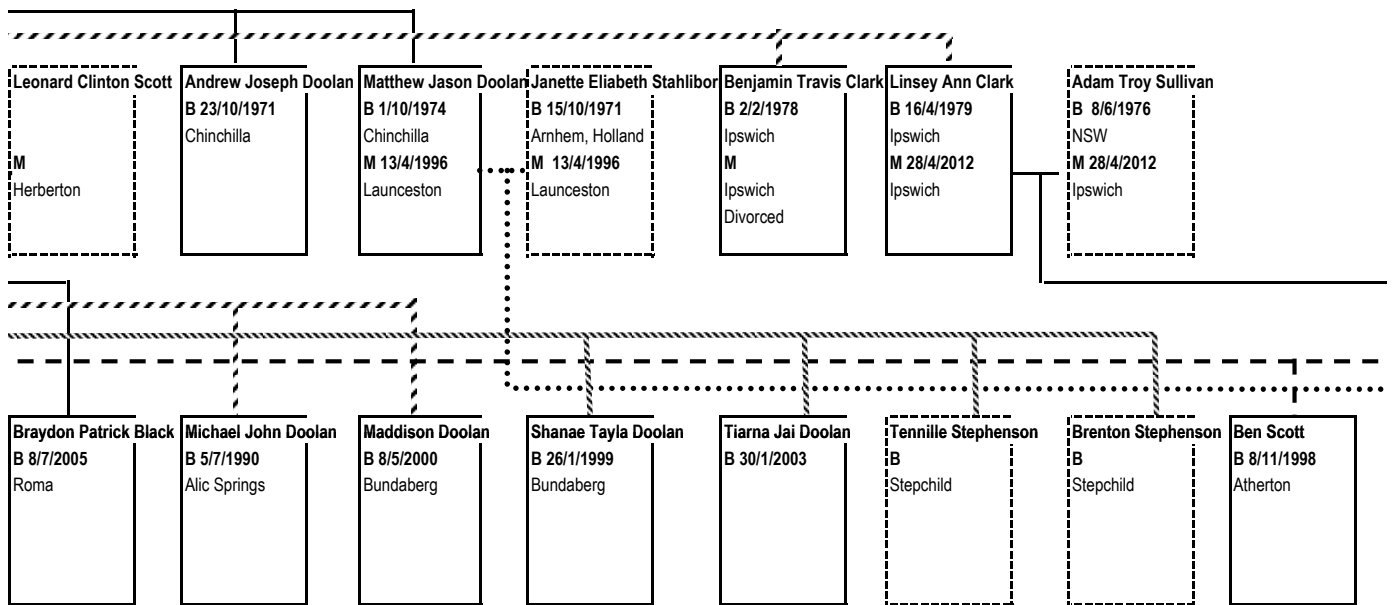 Leonard Clinton Scott
M
Herberton
Andrew Joseph Doolan
B 23/10/1971
Chinchilla
Matthew Jason Doolan
B 1/10/1974
Chinchilla
M 13/4/1996
Launceston
Janette Eliabeth Stahlibor
B 15/10/1971
Arnhem, Holland
M 13/4/1996
Launceston
Benjamin Travis Clark
B 2/2/1978
Ipswich
M
Ipswich
Divorced
Linsey Ann Clark
B 16/4/1979
Ipswich
M 28/4/2012
Ipswich
Adam Troy Sullivan
B 8/6/1976
NSW
M 28/4/2012
Ipswich
Braydon Patrick Black
B 8/7/2005
Roma
Michael John Doolan
B 5/7/1990
Alic Springs
Maddison Doolan
B 8/5/2000
Bundaberg
Shanae Tayla Doolan
B 26/1/1999
Bundaberg
Tiarna Jai Doolan
B 30/1/2003
Tennille Stephenson
B
Stepchild
Brenton Stephenson
B
Stepchild
Ben Scott
B 8/11/1998
Atherton